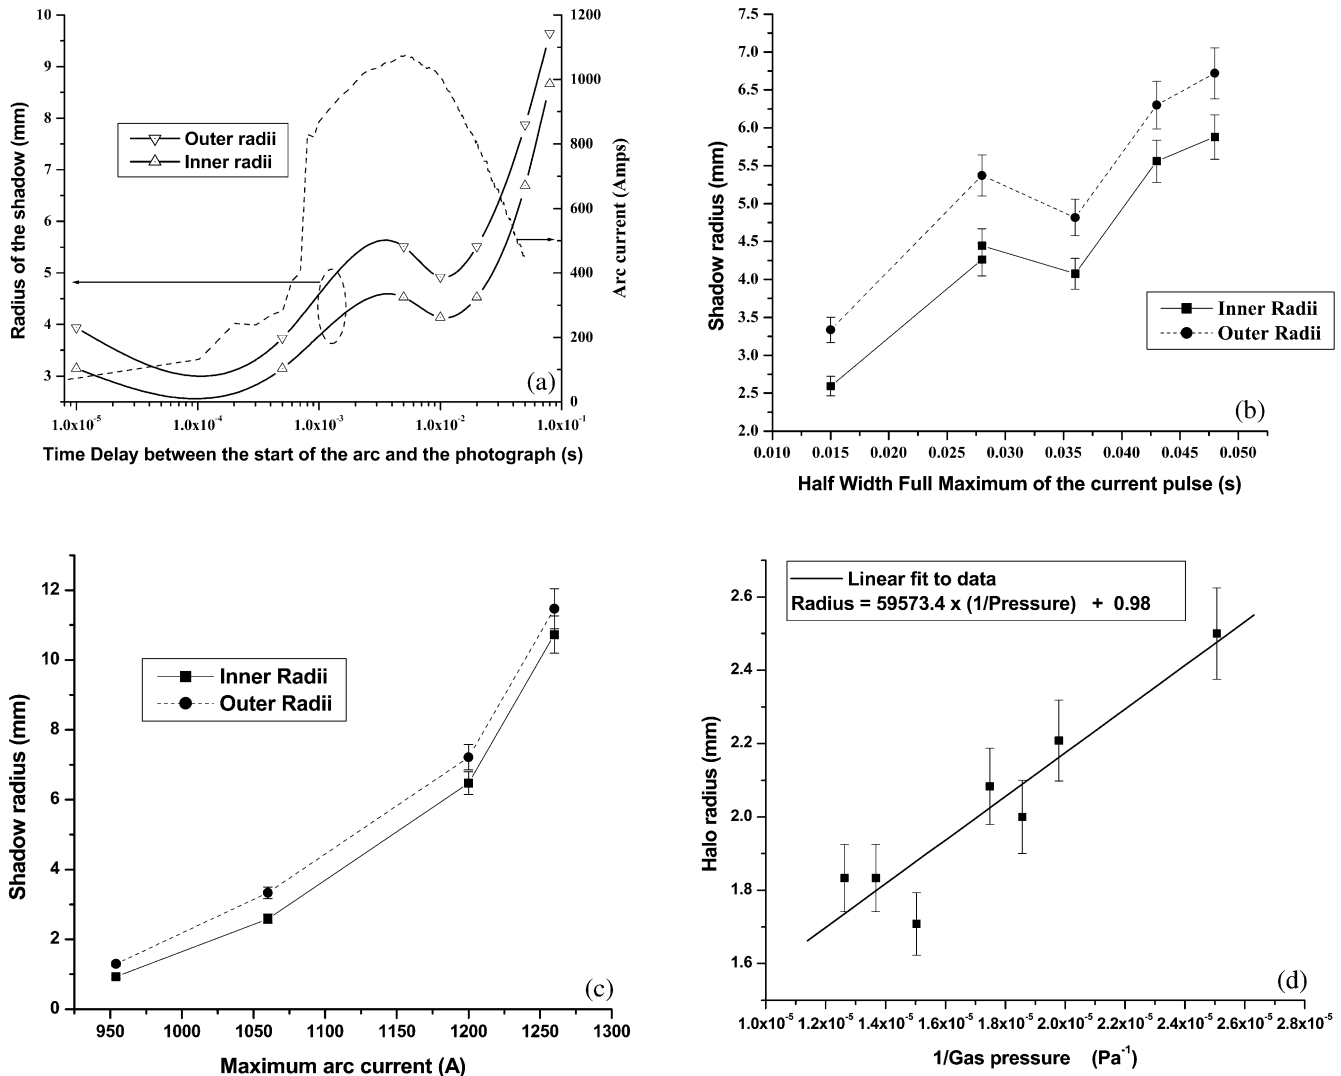 10
9
8
7
6
5
4
3
Radius of the shadow (mm)
Outer radii
Inner radii
1200
1000
800
600
400
200
0
Arc current (Amps)
(a)
1.0x10⁻⁵
1.0x10⁻⁴
1.0x10⁻³
1.0x10⁻²
1.0x10⁻¹
Time Delay between the start of the arc and the photograph (s)
7.5
7.0
6.5
6.0
5.5
5.0
4.5
4.0
3.5
3.0
2.5
2.0
Shadow radius (mm)
Inner Radii
Outer Radii
(b)
0.010 0.015 0.020 0.025 0.030 0.035 0.040 0.045 0.050
Half Width Full Maximum of the current pulse (s)
12
10
8
6
4
2
0
Shadow radius (mm)
Inner Radii
Outer Radii
(c)
950 1000 1050 1100 1150 1200 1250 1300
Maximum arc current (A)
Linear fit to data
Radius = 59573.4 x (1/Pressure) + 0.98
2.6
2.4
2.2
2.0
1.8
1.6
Halo radius (mm)
(d)
1.0x10⁻⁵ 1.2x10⁻⁵ 1.4x10⁻⁵ 1.6x10⁻⁵ 1.8x10⁻⁵ 2.0x10⁻⁵ 2.2x10⁻⁵ 2.4x10⁻⁵ 2.6x10⁻⁵ 2.8x10⁻⁵
1/Gas pressure (Pa⁻¹)